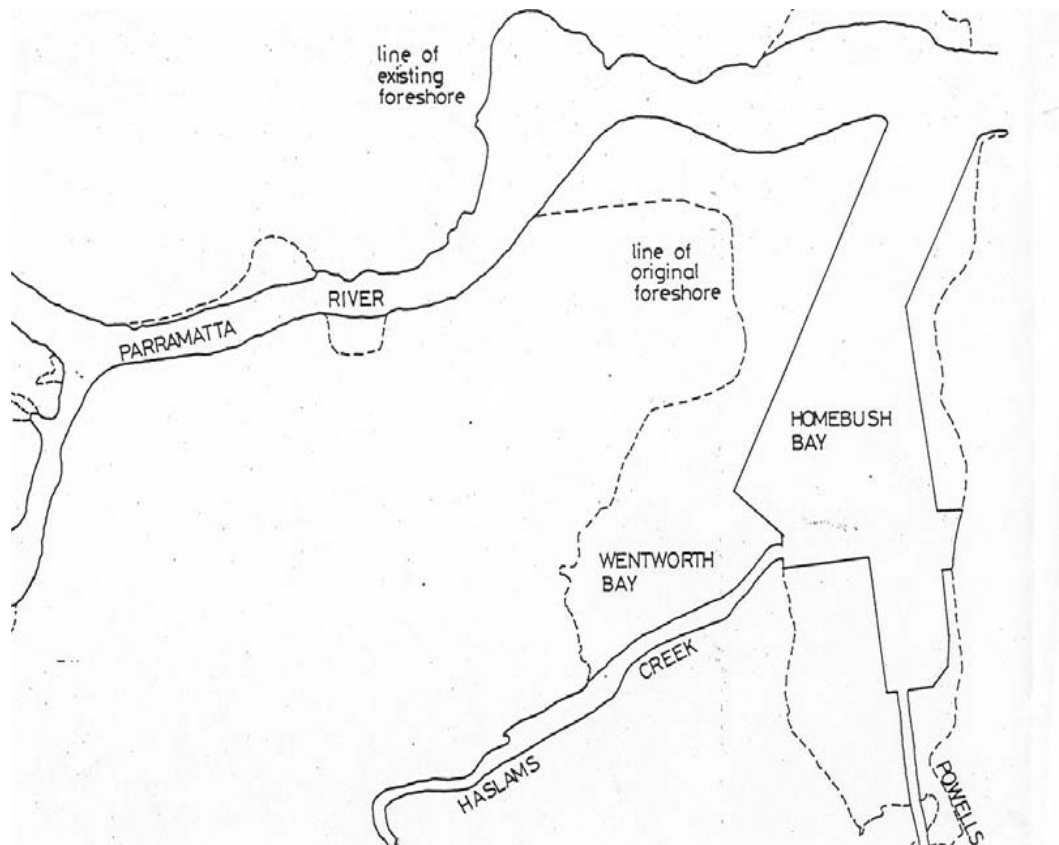 line of
existing
foreshore
line of
original
foreshore
PARRAMATTA
RIVER
HOMEBUSH
BAY
WENTWORTH
BAY
HASLAMS
CREEK
POWELLS